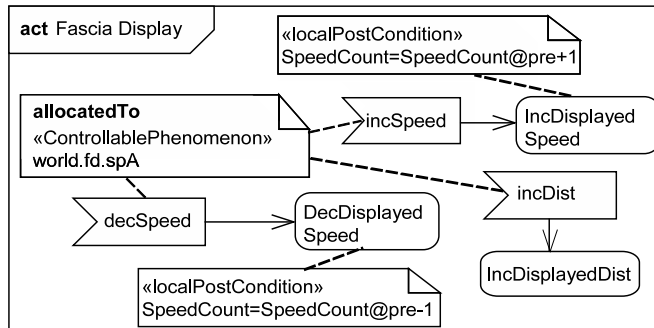 act Fascia Display
«localPostCondition»
SpeedCount=SpeedCount@pre+1
allocatedTo
«ControllablePhenomenon»
world.fd.spA
incSpeed
IncDisplayed
Speed
incDist
decSpeed
DecDisplayed
Speed
IncDisplayedDist
«localPostCondition»
SpeedCount=SpeedCount@pre-1